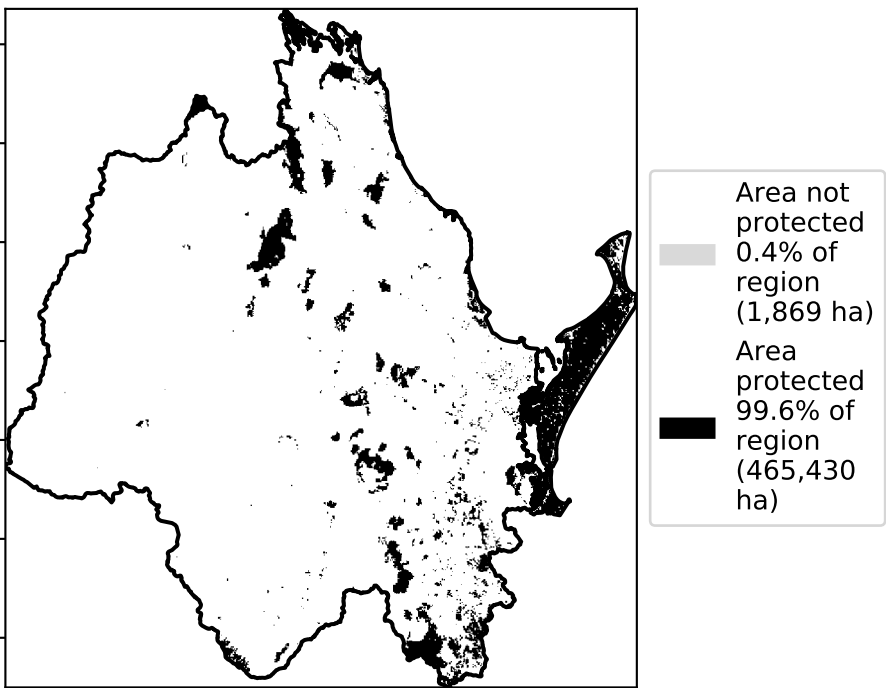 Area not
protected
0.4% of
region
(1,869 ha)
Area
protected
99.6% of
region
(465,430
ha)